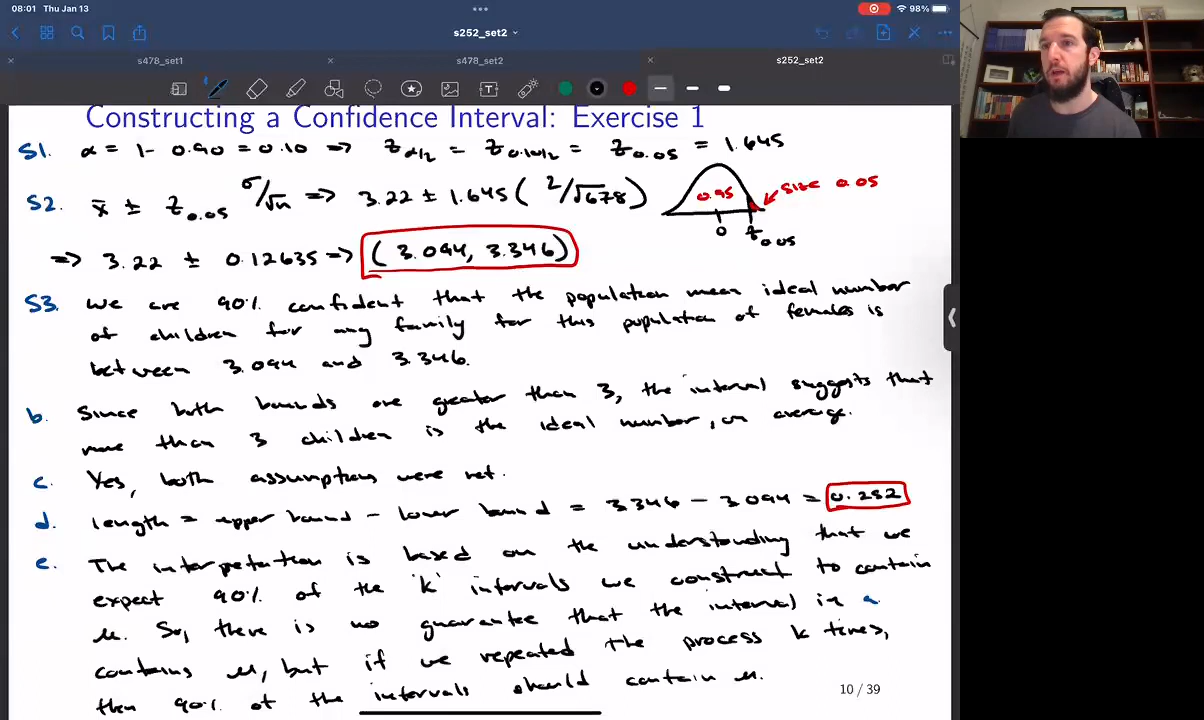 08:01 Thu Jan 13
98%
s252_set2
s478_set1
s478_set2
s252_set2
Constructing a Confidence Interval: Exercise 1
S1. α = 1 - 0.90 = 0.10 => Z α/2 = Z 0.10/2 = Z 0.05 = 1.645
S2. x̄ ± Z 0.05 σ/√n => 3.22 ± 1.645 ( 2/√678 )
0.95
size 0.05
0
Z 0.05
=> 3.22 ± 0.12635 => ( 3.094, 3.346 )
S3. We are 90% confident that the population mean ideal number
of children for any family for this population of females is
between 3.094 and 3.346.
b. Since both bounds are greater than 3, the interval suggests that
more than 3 children is the ideal number, on average.
c. Yes, both assumptions were met.
d. length = upper bound - lower bound = 3.346 - 3.094 = 0.252
e. The interpretation is based on the understanding that we
expect 90% of the 'k' intervals we construct to contain
μ. So, there is no guarantee that the interval in a.
contains μ, but if we repeated the process k times,
then 90% of the intervals should contain μ.
10 / 39